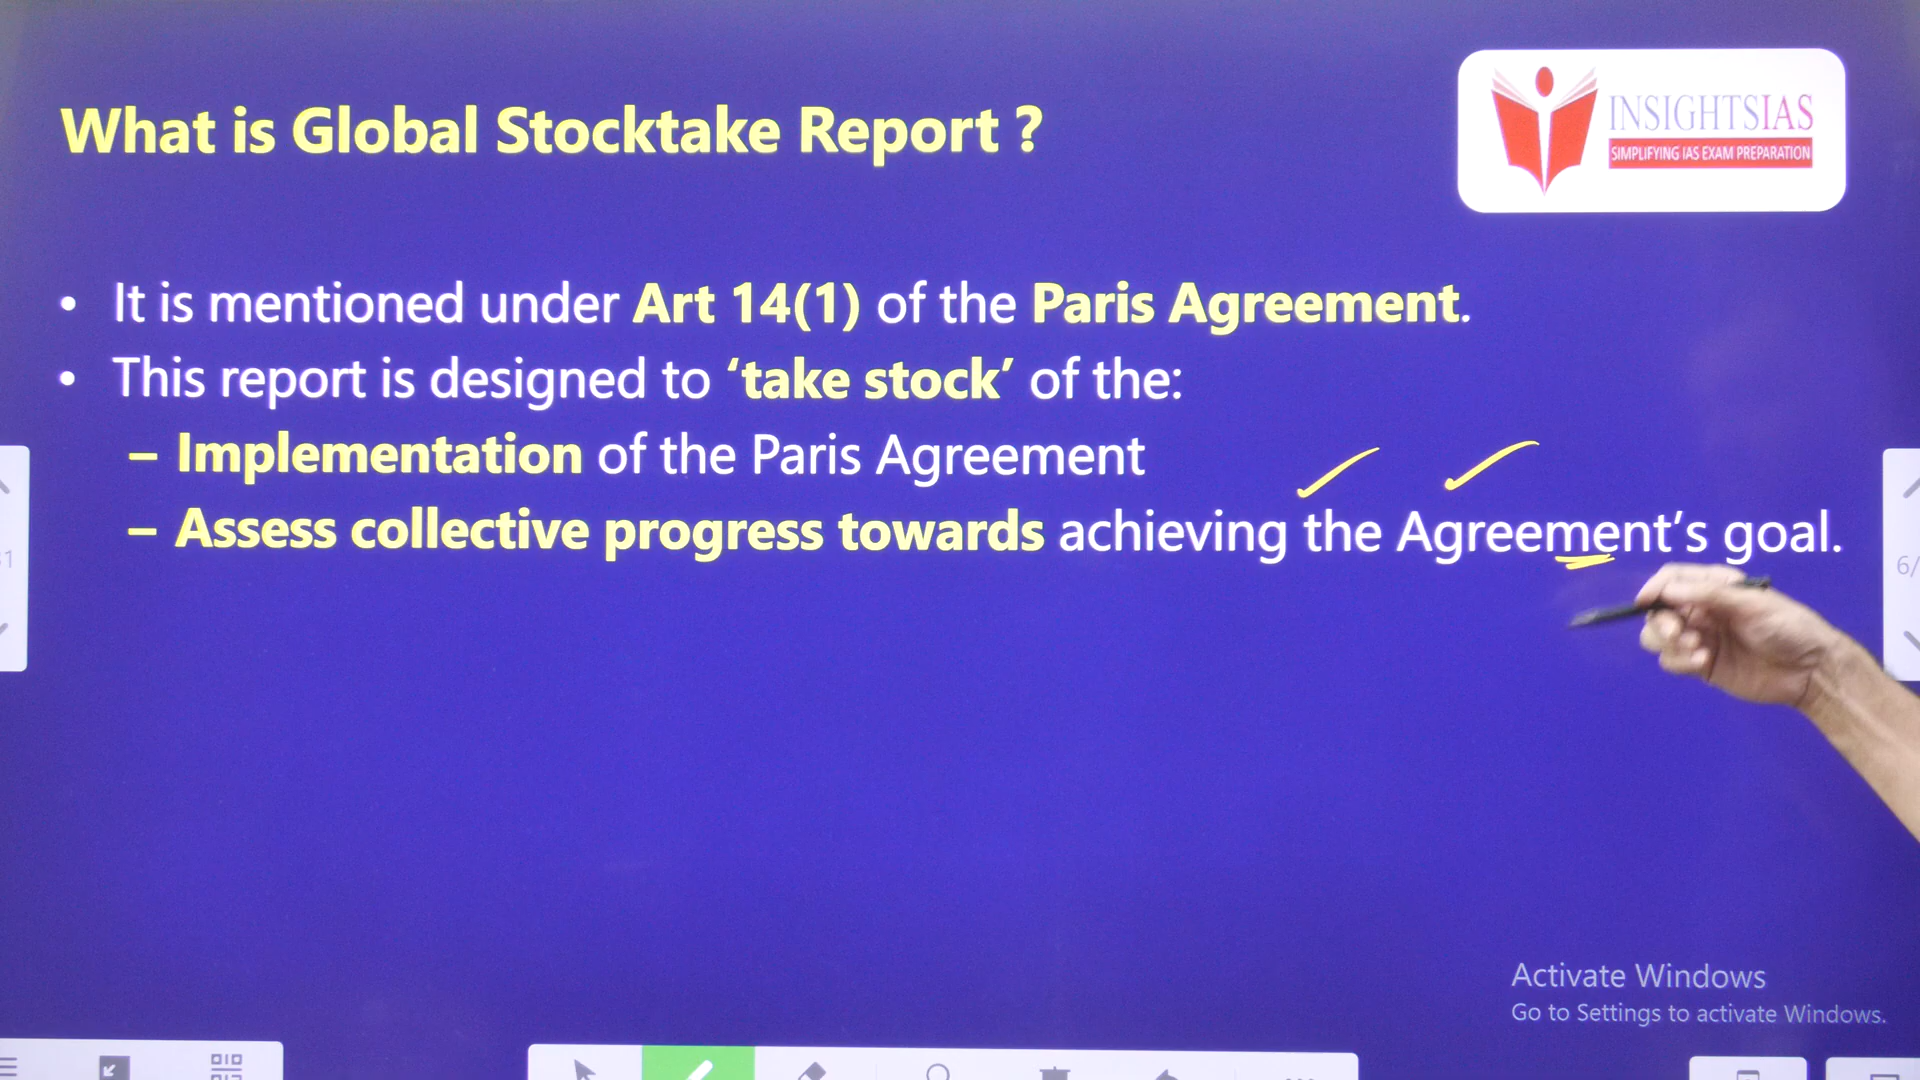 What is Global Stocktake Report ?
INSIGHTSIAS
SIMPLIFYING IAS EXAM PREPARATION
• It is mentioned under Art 14(1) of the Paris Agreement.
• This report is designed to ‘take stock’ of the:
– Implementation of the Paris Agreement
– Assess collective progress towards achieving the Agreement’s goal.
31
6/
Activate Windows
Go to Settings to activate Windows.